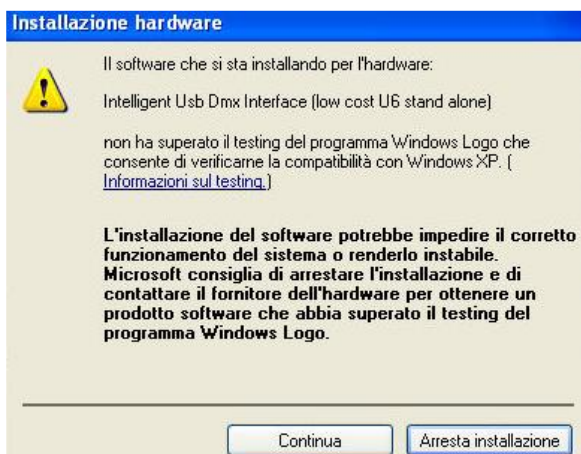 Installazione hardware
Il software che si sta installando per l'hardware:
Intelligent Usb Dmx Interface (low cost U6 stand alone)
non ha superato il testing del programma Windows Logo che
consente di verificarne la compatibilità con Windows XP. (
Informazioni sul testing.)
L'installazione del software potrebbe impedire il corretto
funzionamento del sistema o renderlo instabile.
Microsoft consiglia di arrestare l'installazione e di
contattare il fornitore dell'hardware per ottenere un
prodotto software che abbia superato il testing del
programma Windows Logo.
Continua
Arresta installazione